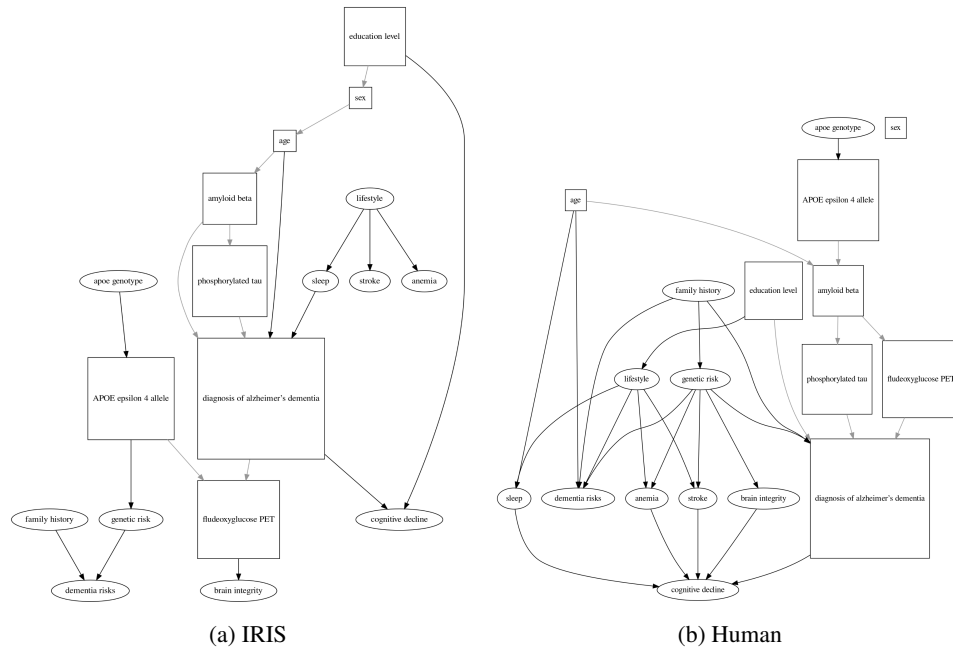 education level
sex
age
amyloid beta
lifestyle
phosphorylated tau
apoe genotype
sleep
stroke
anemia
APOE epsilon 4 allele
diagnosis of alzheimer's dementia
family history
genetic risk
fludeoxyglucose PET
cognitive decline
dementia risks
brain integrity
(a) IRIS
apoe genotype
sex
age
APOE epsilon 4 allele
family history
education level
amyloid beta
lifestyle
genetic risk
phosphorylated tau
fludeoxyglucose PET
sleep
dementia risks
anemia
stroke
brain integrity
diagnosis of alzheimer's dementia
cognitive decline
(b) Human